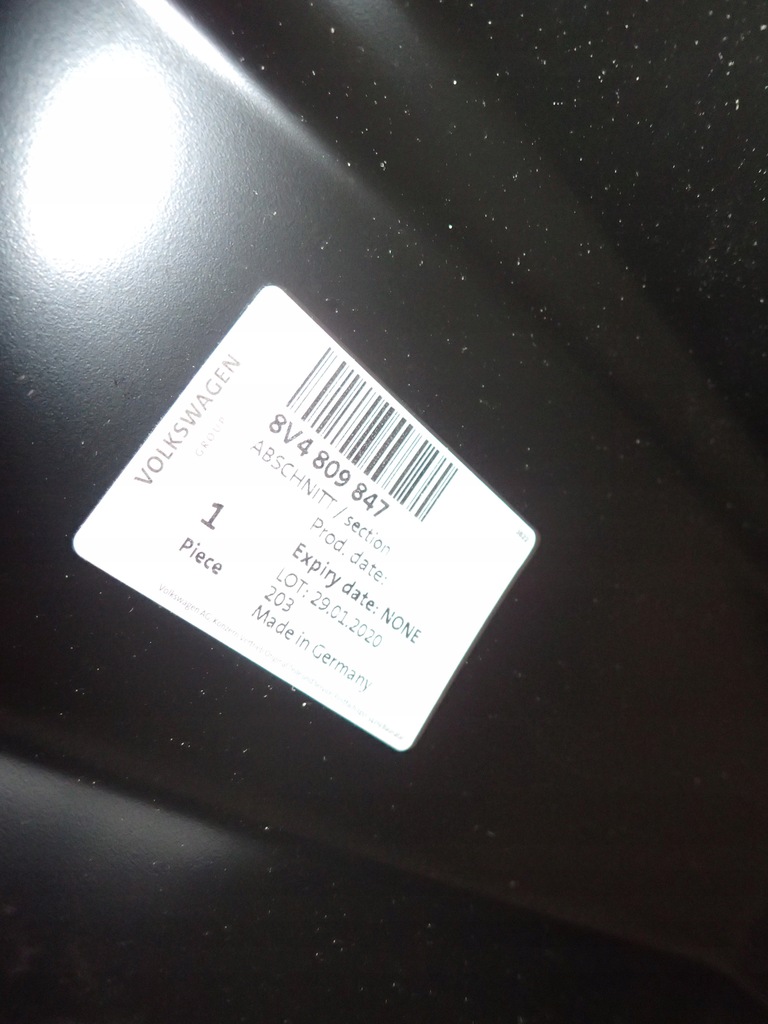 VOLKSWAGEN
GROUP
8V4 809 847
ABSCHNITT / section
Prod. date:
Expiry date: NONE
LOT: 29.01.2020
203
Made in Germany
1
Piece